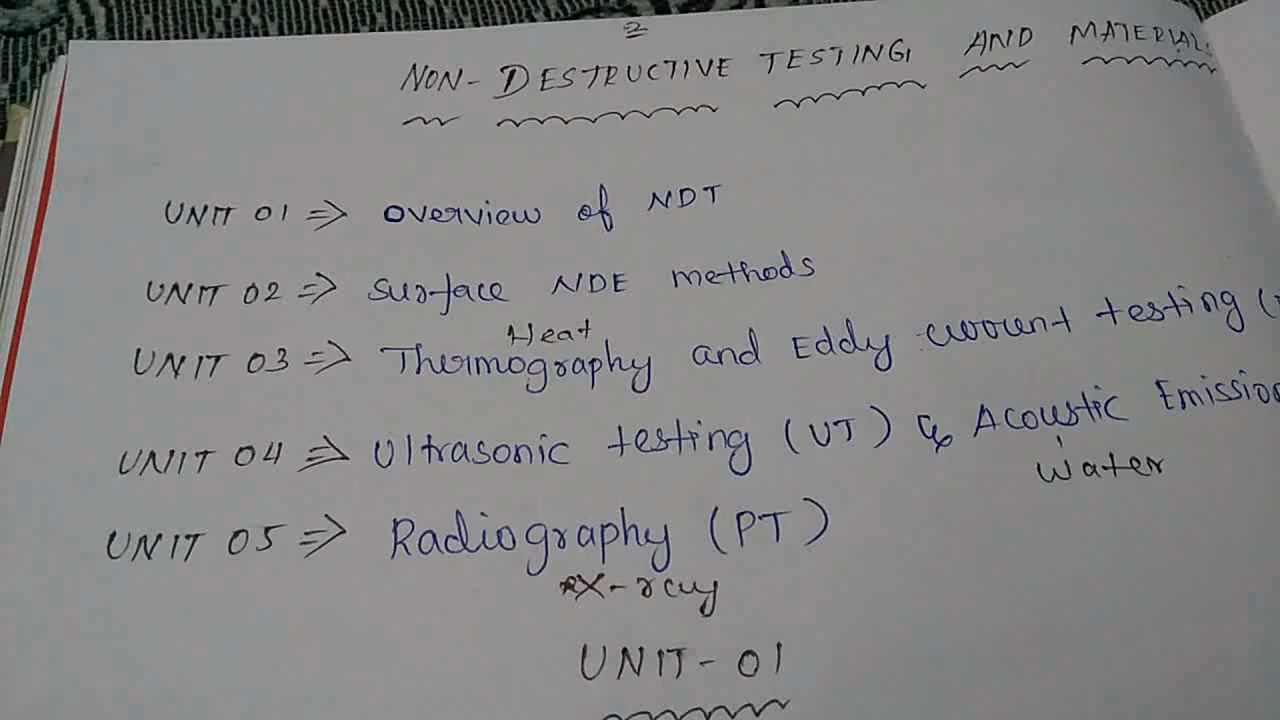 2
NON-DESTRUCTIVE TESTING AND MATERIAL
UNIT 01 => overview of NDT
UNIT 02 => Surface NDE methods
Heat
UNIT 03 => Thermography and Eddy current testing (
UNIT 04 => Ultrasonic testing (UT) & Acoustic Emission
Water
UNIT 05 => Radiography (PT)
X-ray
UNIT-01